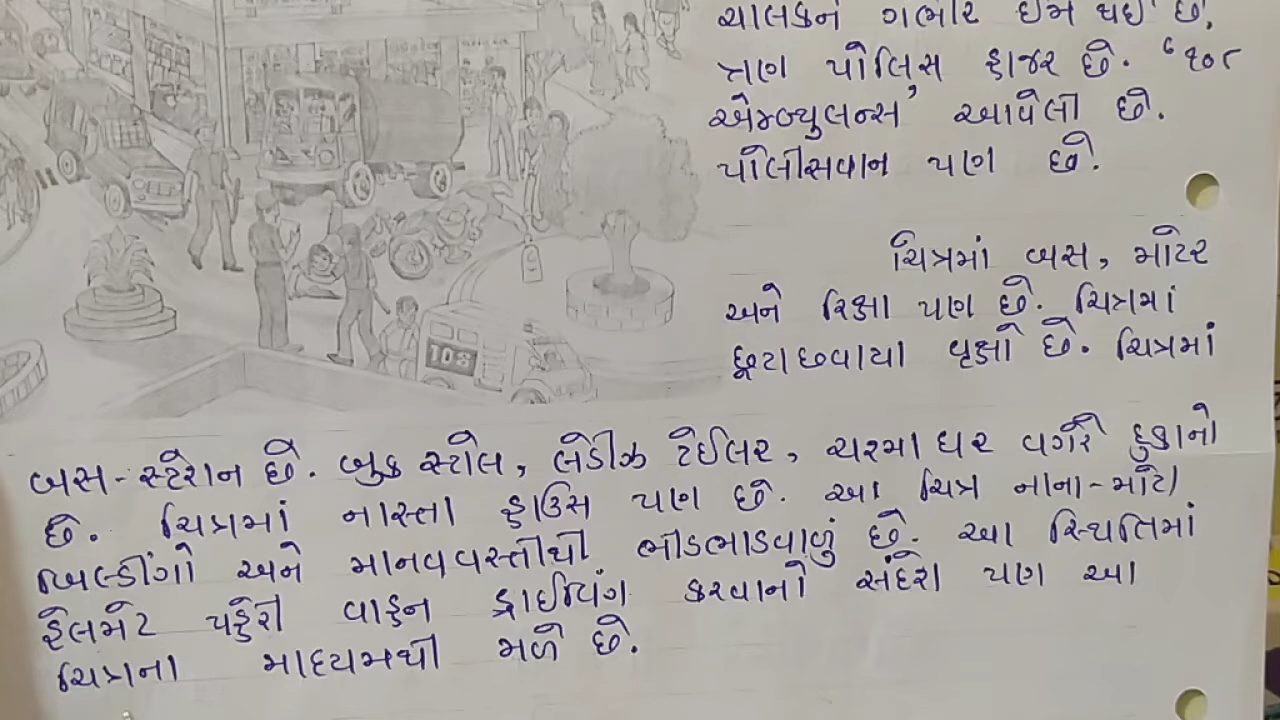 ચાલકને ગંભીર ઈજા થઈ છે.
ત્રણ પોલિસ હાજર છે. '૧૦૮
એમ્બ્યુલન્સ' આવેલી છે.
પોલીસવાન પણ છે.
ચિત્રમાં બસ, મોટર
અને રિક્ષા પણ છે. ચિત્રમાં
છૂટાછવાયા વૃક્ષો છે. ચિત્રમાં
108
બસ-સ્ટેશન છે. બુક સ્ટોલ, લેડીઝ ટેઈલર, ચશ્મા ઘર વગેરે દુકાનો
છે. ચિત્રમાં નાસ્તા હાઉસ પણ છે. આ ચિત્ર નાના-મોટા
બિલ્ડીંગો અને માનવવસ્તીથી ભીડભાડવાળું છે. આ સ્થિતિમાં
હેલમેટ પહેરી વાહન ડ્રાઈવિંગ કરવાનો સંદેશ પણ આ
ચિત્રના માધ્યમથી મળે છે.